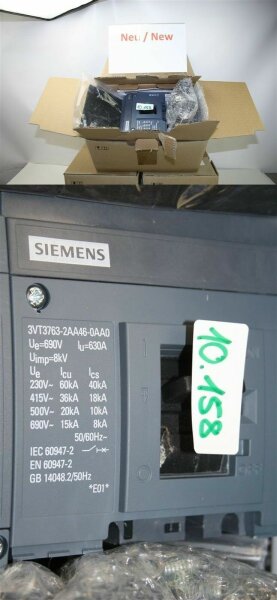 Neu / New
SIEMENS
3VT3763-2AA46-0AA0
Ue=690V Iu=630A
Uimp=8kV
Ue Icu Ics
230V~ 60kA 40kA
415V~ 36kA 18kA
500V~ 20kA 10kA
690V~ 15kA 8kA
50/60Hz~
IEC 60947-2
EN 60947-2
GB 14048.2/50Hz
*E01*
10.158